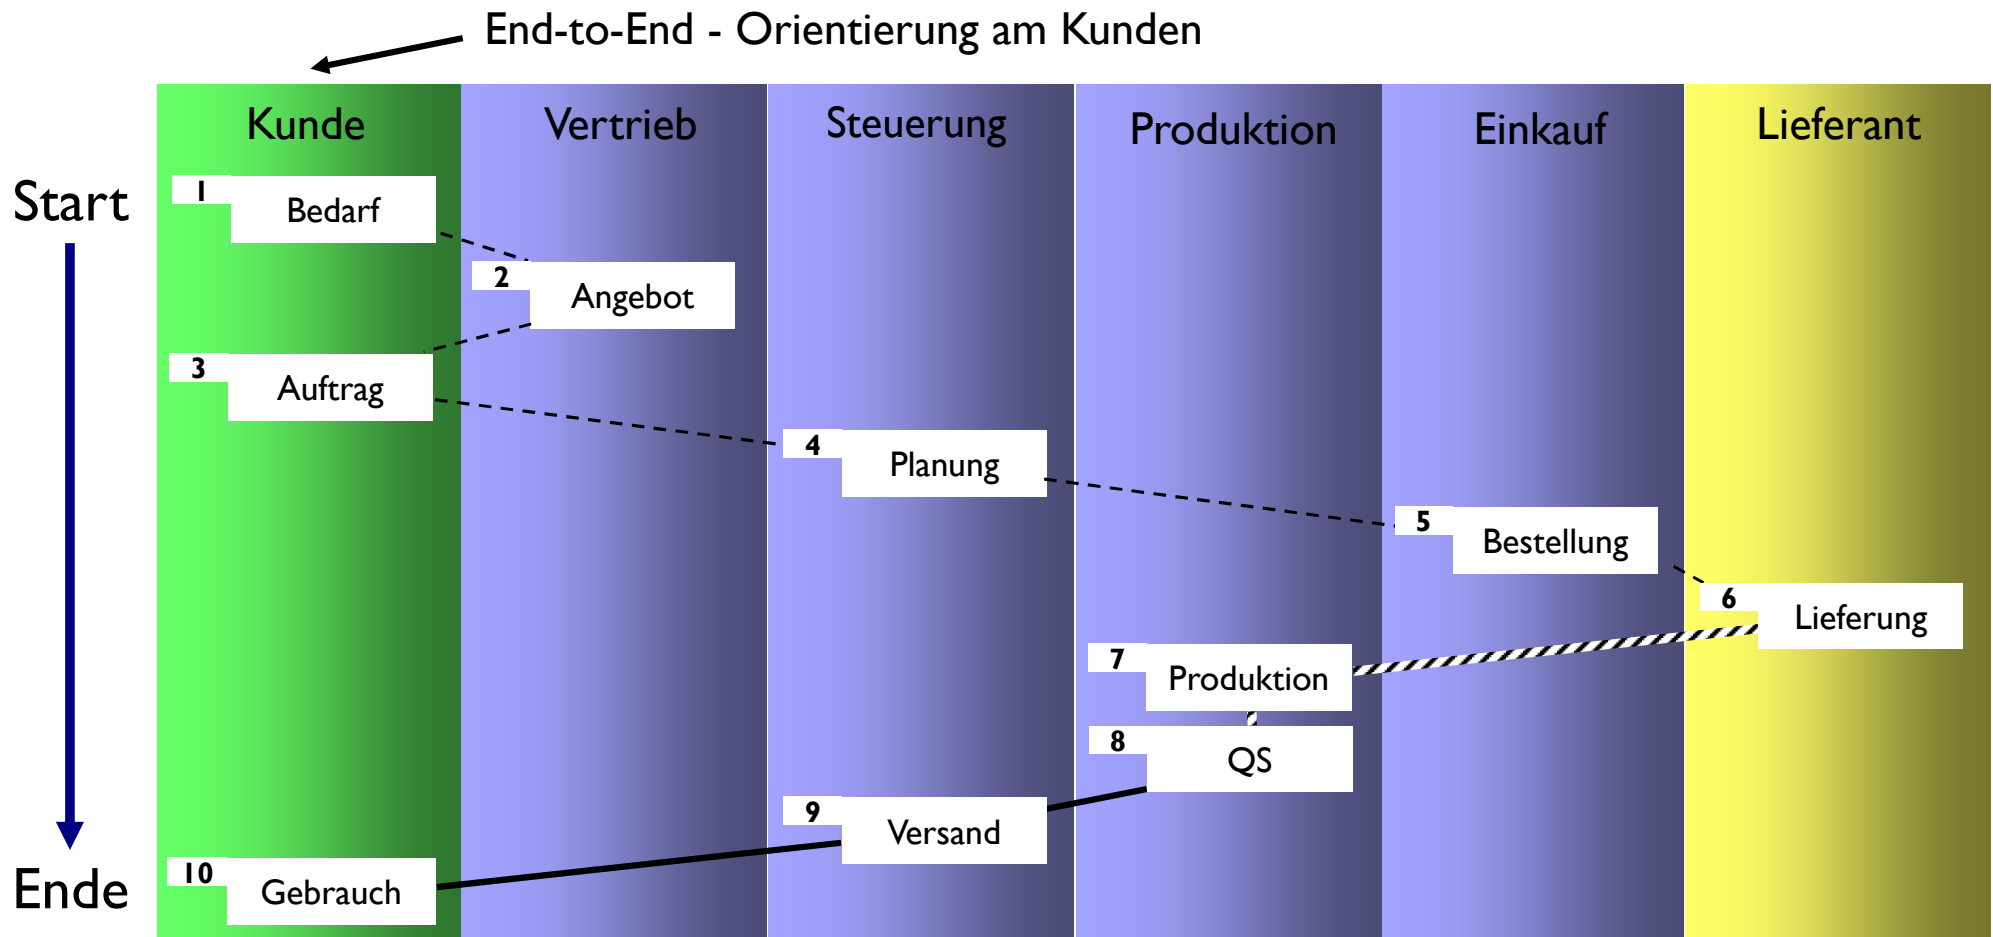 End-to-End - Orientierung am Kunden
Kunde
Vertrieb
Steuerung
Produktion
Einkauf
Lieferant
Start
1
Bedarf
2
Angebot
3
Auftrag
4
Planung
5
Bestellung
6
Lieferung
7
Produktion
8
QS
9
Versand
10
Gebrauch
Ende